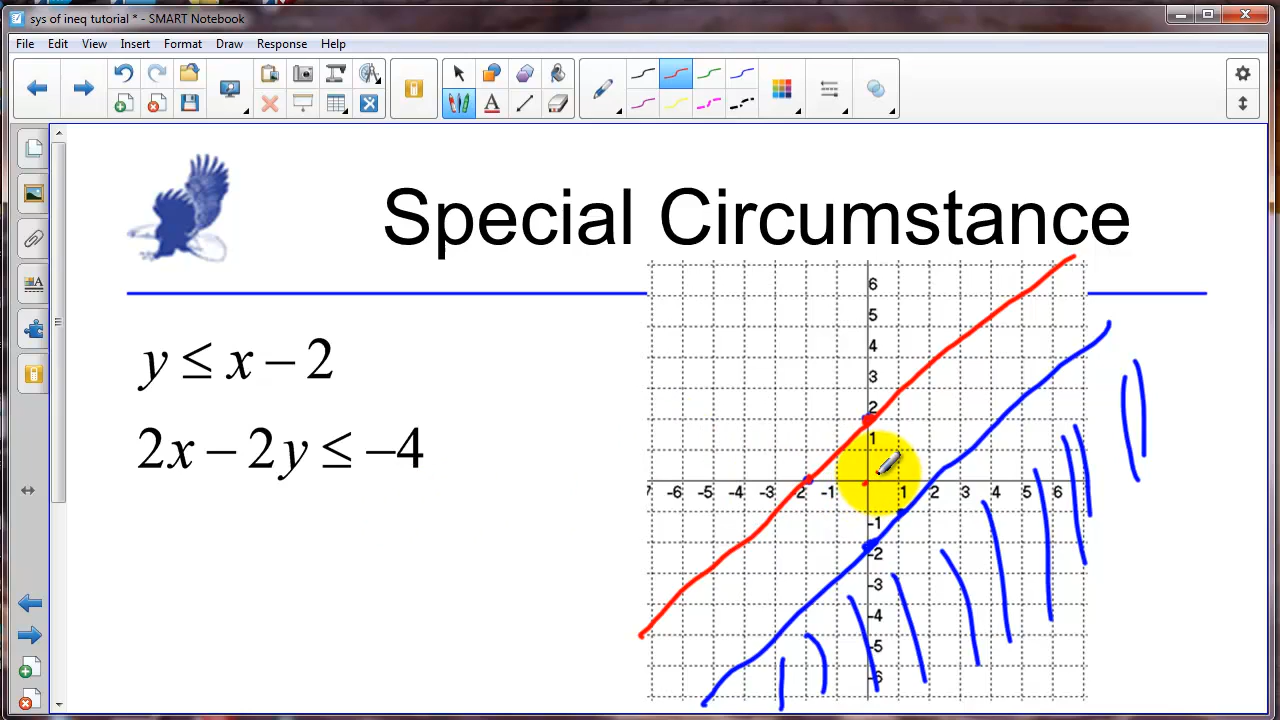 sys of ineq tutorial * - SMART Notebook
File Edit View Insert Format Draw Response Help
Special Circumstance
y ≤ x − 2
2x − 2y ≤ −4
6
5
4
3
2
1
7 -6 -5 -4 -3 2 -1 1 2 3 4 5 6
-1
-2
-3
-4
-5
-6